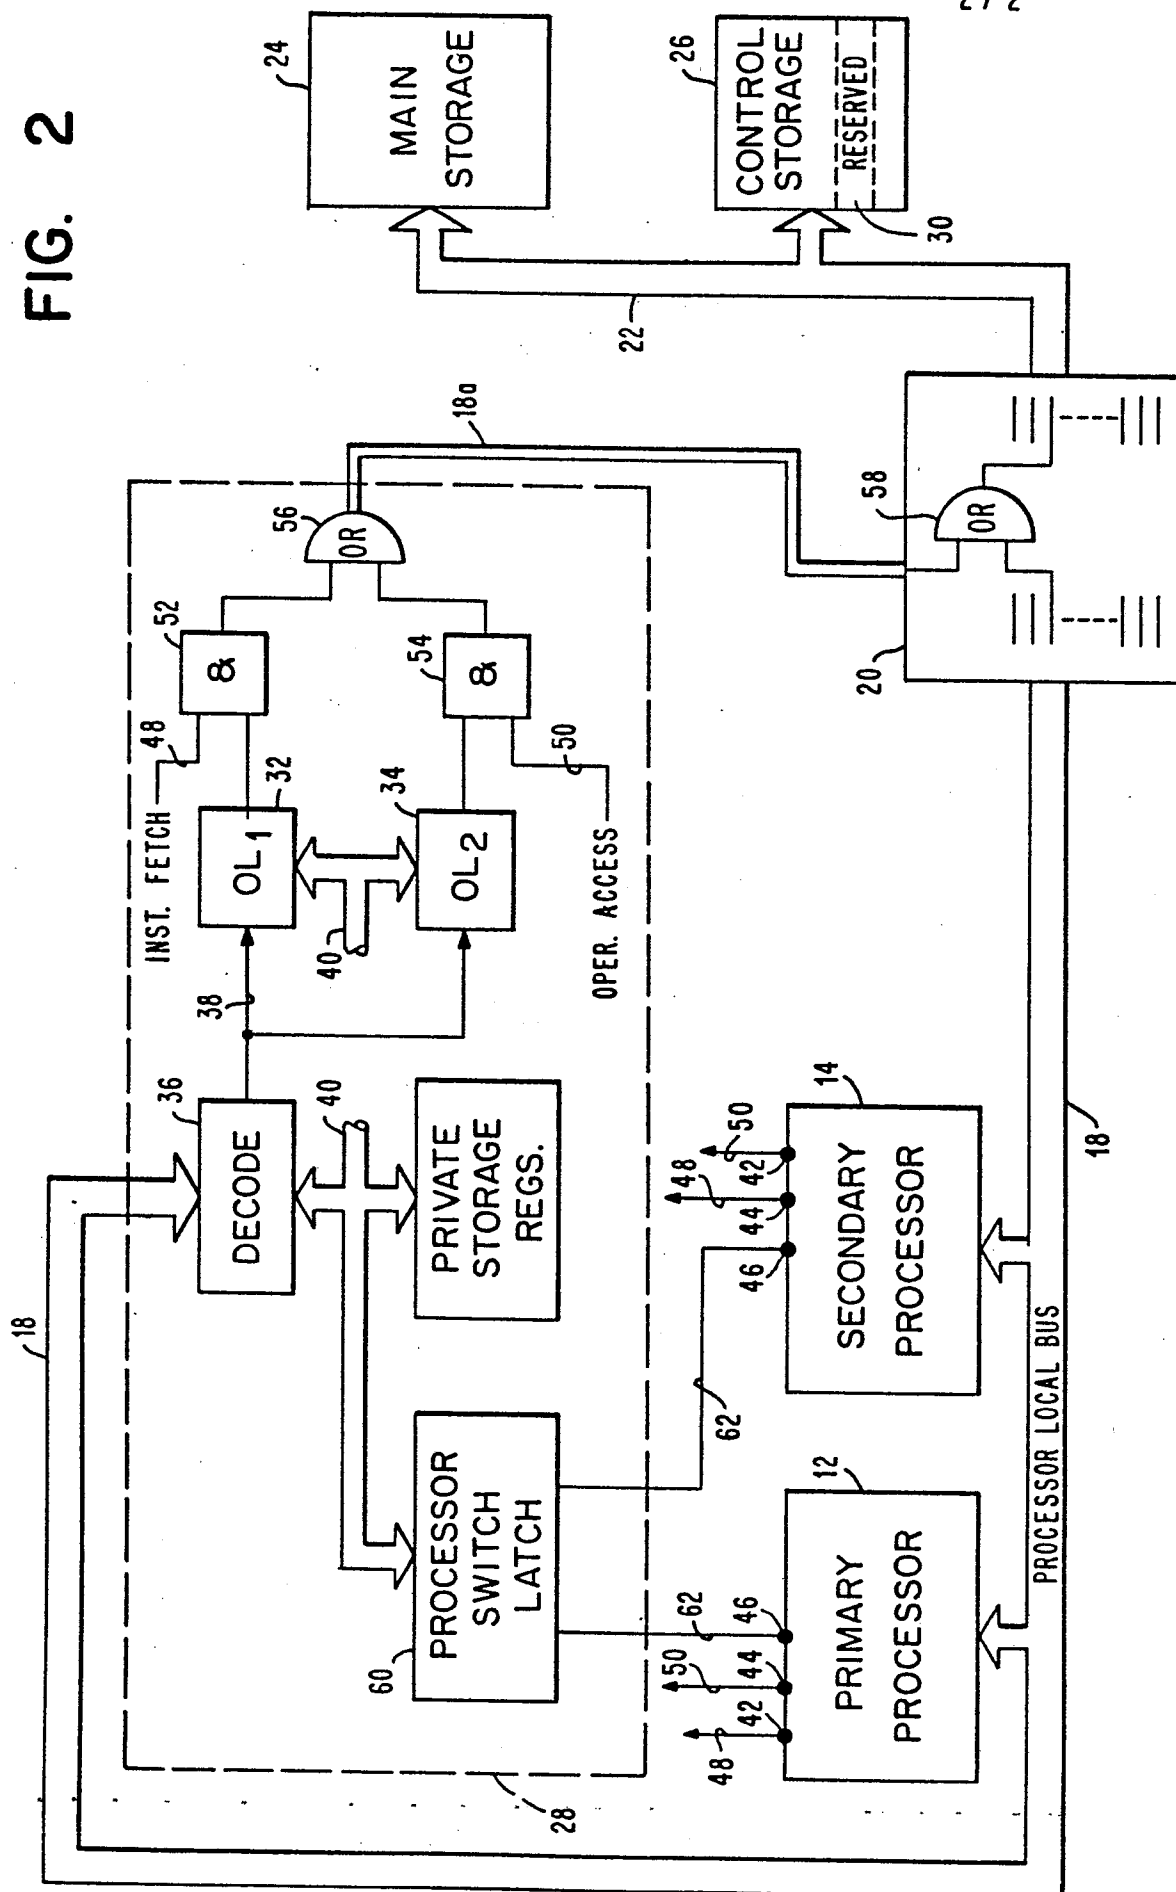 2/2
FIG. 2
24
MAIN
STORAGE
26
CONTROL
STORAGE
RESERVED
30
22
18a
56
OR
52
&
54
&
48
INST. FETCH
50
OPER. ACCESS
32
OL1
34
OL2
40
38
58
OR
20
36
DECODE
40
PRIVATE
STORAGE
REGS.
18
60
PROCESSOR
SWITCH
LATCH
62
62
28
14
SECONDARY
PROCESSOR
50
48
42
44
46
12
PRIMARY
PROCESSOR
46
44
42
50
48
PROCESSOR LOCAL BUS
18